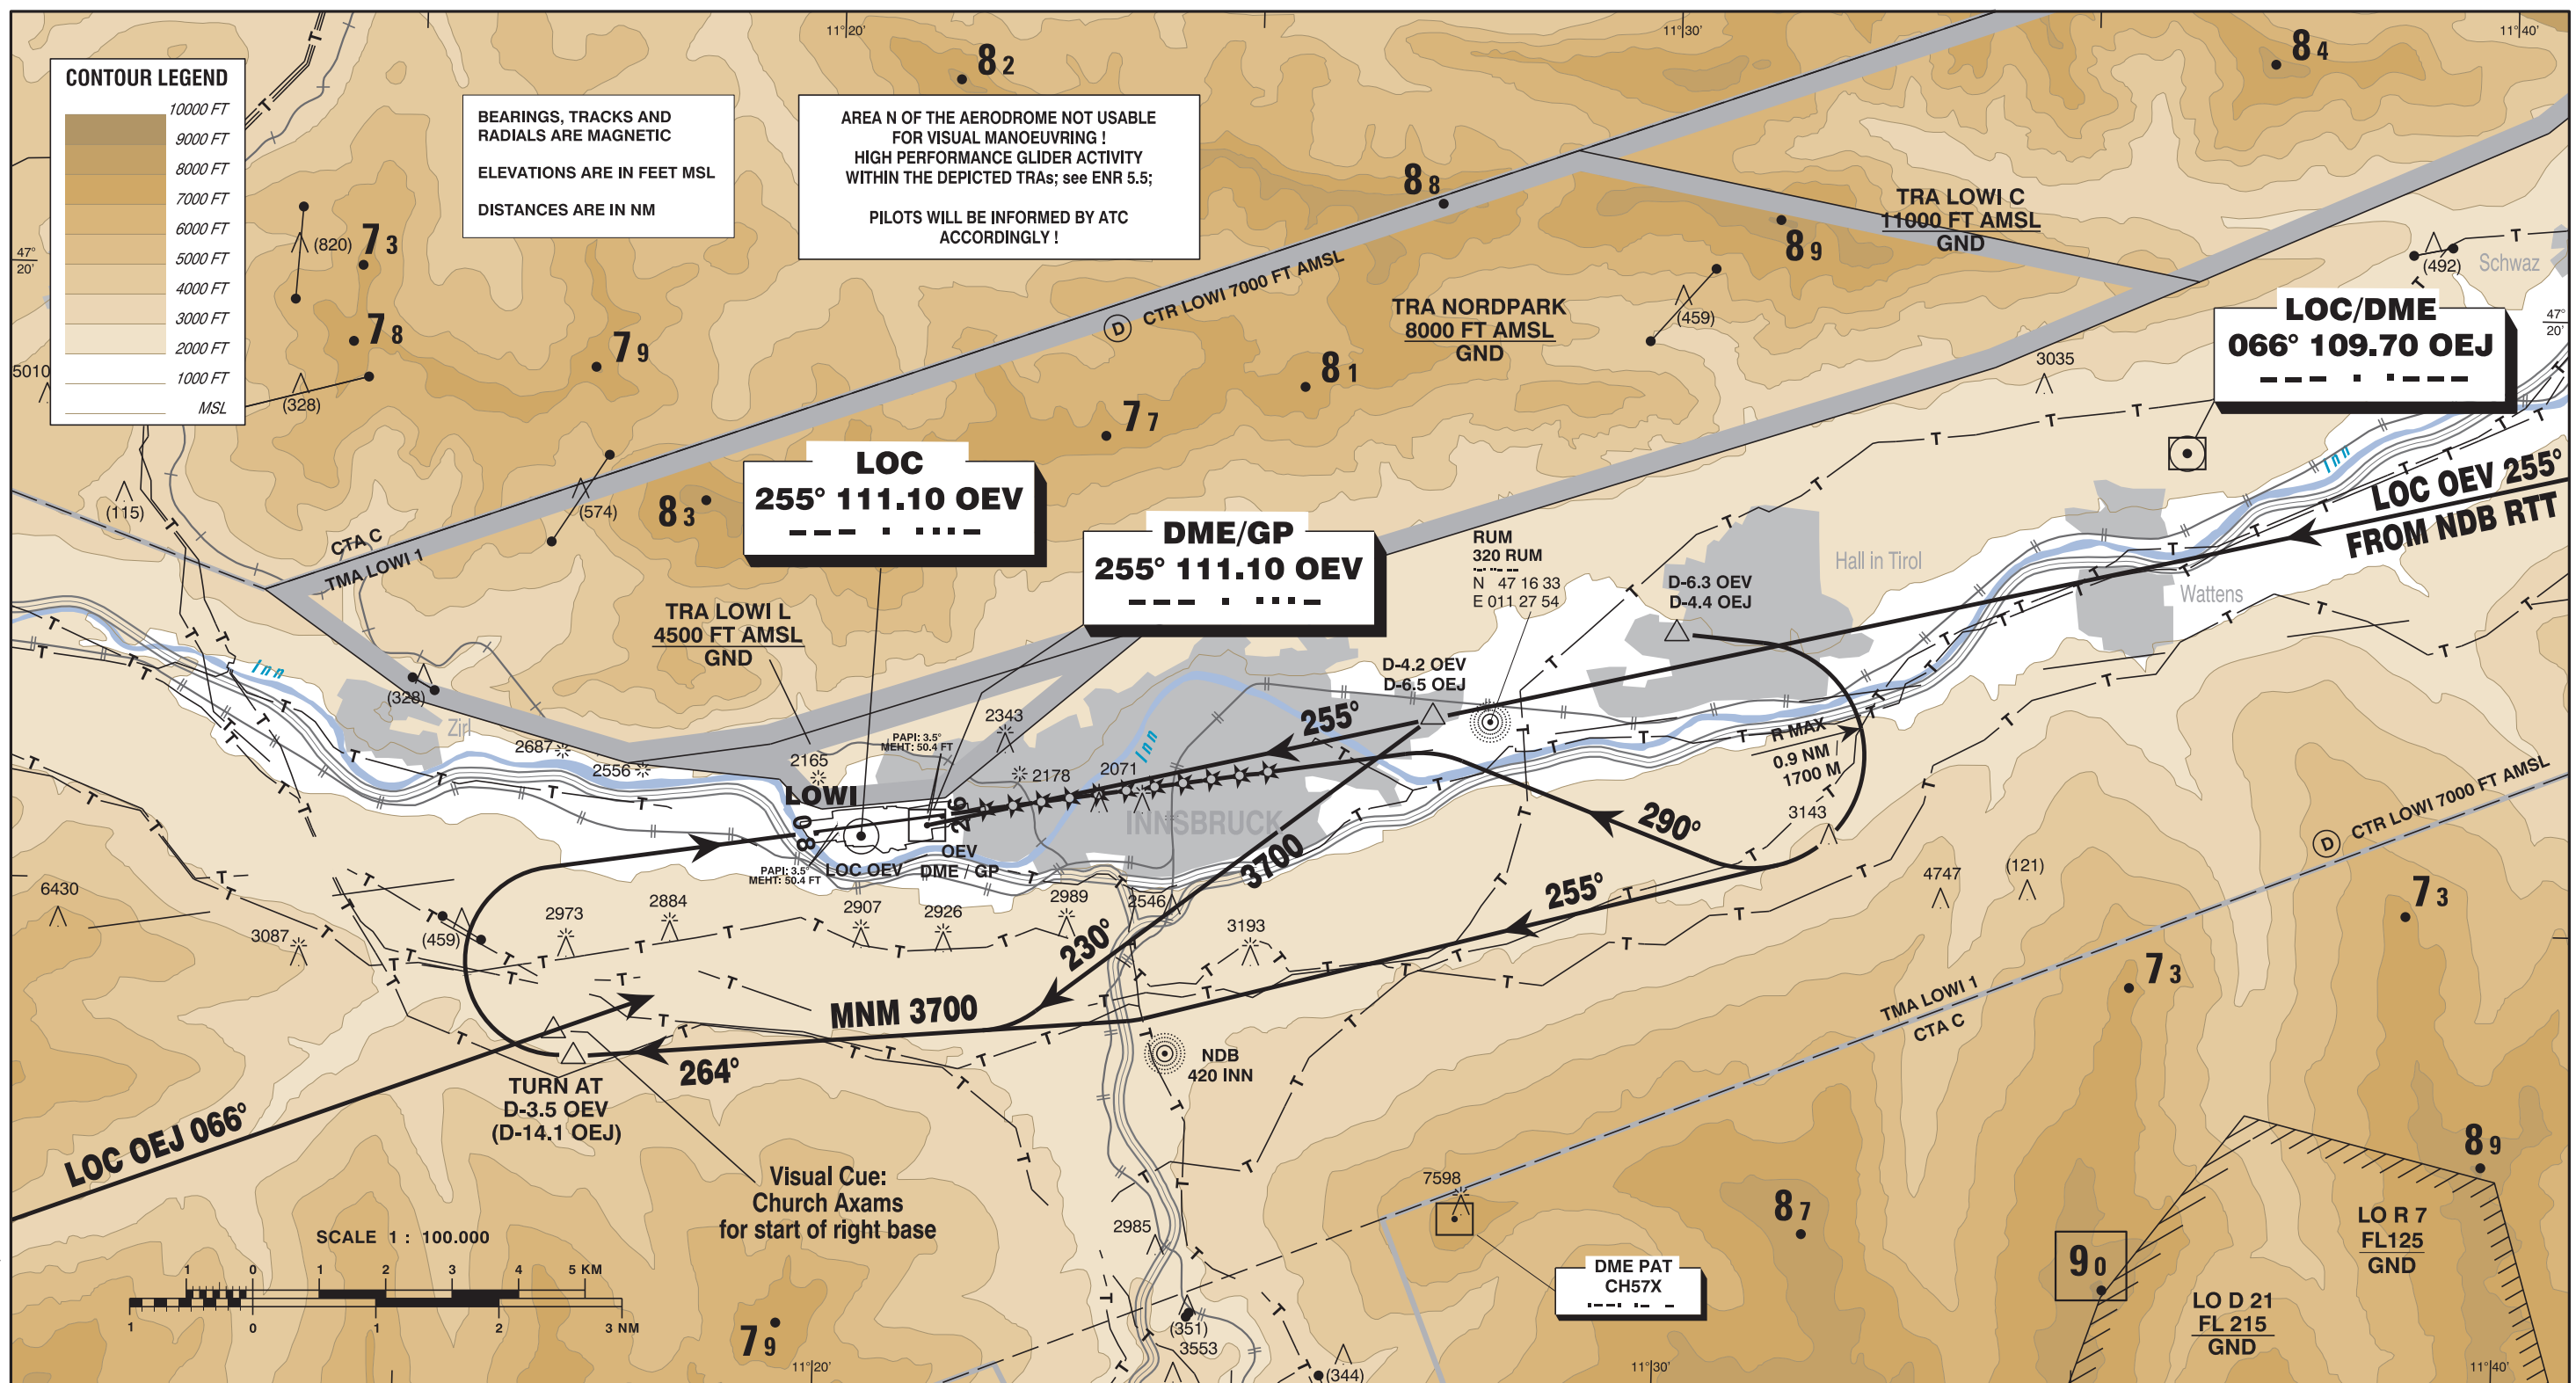 11°20'
11°30'
11°40'
CONTOUR LEGEND
10000 FT
9000 FT
8000 FT
7000 FT
6000 FT
5000 FT
4000 FT
3000 FT
2000 FT
1000 FT
MSL
BEARINGS, TRACKS AND
RADIALS ARE MAGNETIC
ELEVATIONS ARE IN FEET MSL
DISTANCES ARE IN NM
AREA N OF THE AERODROME NOT USABLE
FOR VISUAL MANOEUVRING !
HIGH PERFORMANCE GLIDER ACTIVITY
WITHIN THE DEPICTED TRAs; see ENR 5.5;
PILOTS WILL BE INFORMED BY ATC
ACCORDINGLY !
82
84
88
TRA LOWI C
11000 FT AMSL
GND
89
(820)
73
47°
20'
(492)
Schwaz
D CTR LOWI 7000 FT AMSL
TRA NORDPARK
8000 FT AMSL
GND
(459)
47°
20'
LOC/DME
066° 109.70 OEJ
78
79
81
3035
5010
(328)
77
LOC
255° 111.10 OEV
83
(574)
(115)
CTA C
TMA LOWI 1
DME/GP
255° 111.10 OEV
RUM
320 RUM
N 47 16 33
E 011 27 54
Inn
LOC OEV 255°
FROM NDB RTT
Hall in Tirol
D-6.3 OEV
D-4.4 OEJ
Wattens
TRA LOWI L
4500 FT AMSL
GND
Inn
(328)
Zirl
D-4.2 OEV
D-6.5 OEJ
255°
Inn
2343
PAPI: 3.5°
MEHT: 50.4 FT
2687
2556
2165
2178
2071
R MAX
0.9 NM /
1700 M
LOWI
08
26
INNSBRUCK
290°
3143
D CTR LOWI 7000 FT AMSL
PAPI: 3.5°
MEHT: 50.4 FT
LOC OEV
OEV
DME / GP
3700
255°
4747
(121)
6430
3087
(459)
2973
2884
2907
2926
2989
2546
3193
230°
73
73
MNM 3700
TMA LOWI 1
CTA C
264°
NDB
420 INN
TURN AT
D-3.5 OEV
(D-14.1 OEJ)
LOC OEJ 066°
Visual Cue:
Church Axams
for start of right base
7598
2985
87
89
LO R 7
FL125
GND
SCALE 1 : 100.000
1 0 1 2 3 4 5 KM
1 0 1 2 3 NM
DME PAT
CH57X
90
LO D 21
FL 215
GND
79
(351)
3553
(344)
11°20'
11°30'
11°40'